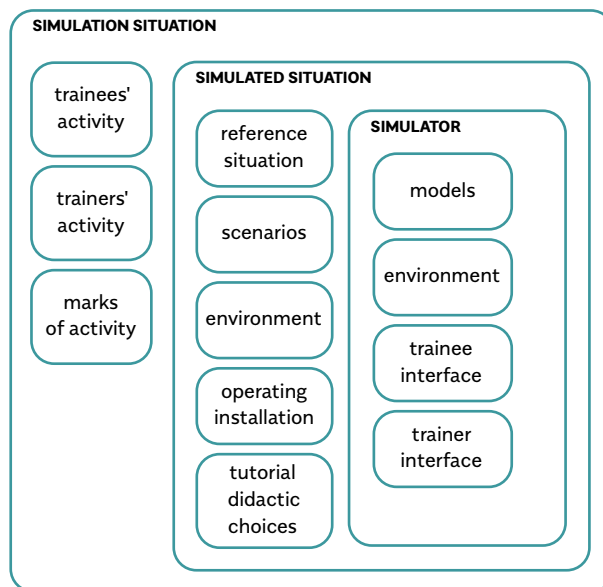 SIMULATION SITUATION
trainees'
activity
trainers'
activity
marks
of activity
SIMULATED SITUATION
reference
situation
scenarios
environment
operating
installation
tutorial
didactic
choices
SIMULATOR
models
environment
trainee
interface
trainer
interface